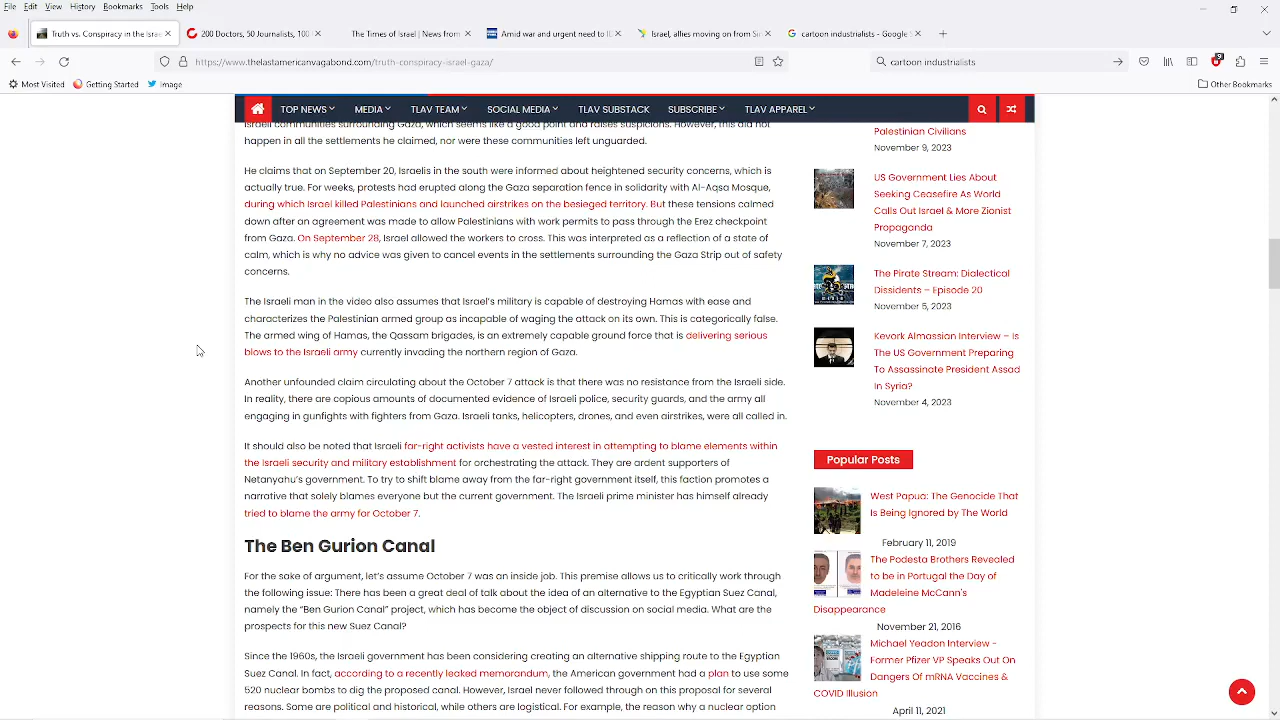 File Edit View History Bookmarks Tools Help
Truth vs. Conspiracy in the Isra
200 Doctors, 50 Journalists, 100
The Times of Israel | News from
Amid war and urgent need to ID
Israel, allies moving on from Si
cartoon industrialists - Google S
https://www.thelastamericanvagabond.com/truth-conspiracy-israel-gaza/
cartoon industrialists
Most Visited Getting Started Image Other Bookmarks
TOP NEWS MEDIA TLAV TEAM SOCIAL MEDIA TLAV SUBSTACK SUBSCRIBE TLAV APPAREL
Israeli communities surrounding Gaza, which seems like a good point and raises suspicions. However, this did not
happen in all the settlements he claimed, nor were these communities left unguarded.
He claims that on September 20, Israelis in the south were informed about heightened security concerns, which is
actually true. For weeks, protests had erupted along the Gaza separation fence in solidarity with Al-Aqsa Mosque,
during which Israel killed Palestinians and launched airstrikes on the besieged territory. But these tensions calmed
down after an agreement was made to allow Palestinians with work permits to pass through the Erez checkpoint
from Gaza. On September 28, Israel allowed the workers to cross. This was interpreted as a reflection of a state of
calm, which is why no advice was given to cancel events in the settlements surrounding the Gaza Strip out of safety
concerns.
The Israeli man in the video also assumes that Israel's military is capable of destroying Hamas with ease and
characterizes the Palestinian armed group as incapable of waging the attack on its own. This is categorically false.
The armed wing of Hamas, the Qassam brigades, is an extremely capable ground force that is delivering serious
blows to the Israeli army currently invading the northern region of Gaza.
Another unfounded claim circulating about the October 7 attack is that there was no resistance from the Israeli side.
In reality, there are copious amounts of documented evidence of Israeli police, security guards, and the army all
engaging in gunfights with fighters from Gaza. Israeli tanks, helicopters, drones, and even airstrikes, were all called in.
It should also be noted that Israeli far-right activists have a vested interest in attempting to blame elements within
the Israeli security and military establishment for orchestrating the attack. They are ardent supporters of
Netanyahu's government. To try to shift blame away from the far-right government itself, this faction promotes a
narrative that solely blames everyone but the current government. The Israeli prime minister has himself already
tried to blame the army for October 7.
The Ben Gurion Canal
For the sake of argument, let's assume October 7 was an inside job. This premise allows us to critically work through
the following issue: There has been a great deal of talk about the idea of an alternative to the Egyptian Suez Canal,
namely the "Ben Gurion Canal" project, which has become the object of discussion on social media. What are the
prospects for this new Suez Canal?
Since the 1960s, the Israeli government has been considering creating an alternative shipping route to the Egyptian
Suez Canal. In fact, according to a recently leaked memorandum, the American government had a plan to use some
520 nuclear bombs to dig the proposed canal. However, Israel never followed through on this proposal for several
reasons. Some are political and historical, while others are logistical. For example, the reason why a nuclear option
Palestinian Civilians
November 9, 2023
US Government Lies About
Seeking Ceasefire As World
Calls Out Israel & More Zionist
Propaganda
November 7, 2023
The Pirate Stream: Dialectical
Dissidents – Episode 20
November 5, 2023
Kevork Almassian Interview – Is
The US Government Preparing
To Assassinate President Assad
In Syria?
November 4, 2023
Popular Posts
West Papua: The Genocide That
Is Being Ignored by The World
February 11, 2019
The Podesta Brothers Revealed
to be in Portugal the Day of
Madeleine McCann's
Disappearance
November 21, 2016
Michael Yeadon Interview -
Former Pfizer VP Speaks Out On
Dangers Of mRNA Vaccines &
COVID Illusion
April 11, 2021